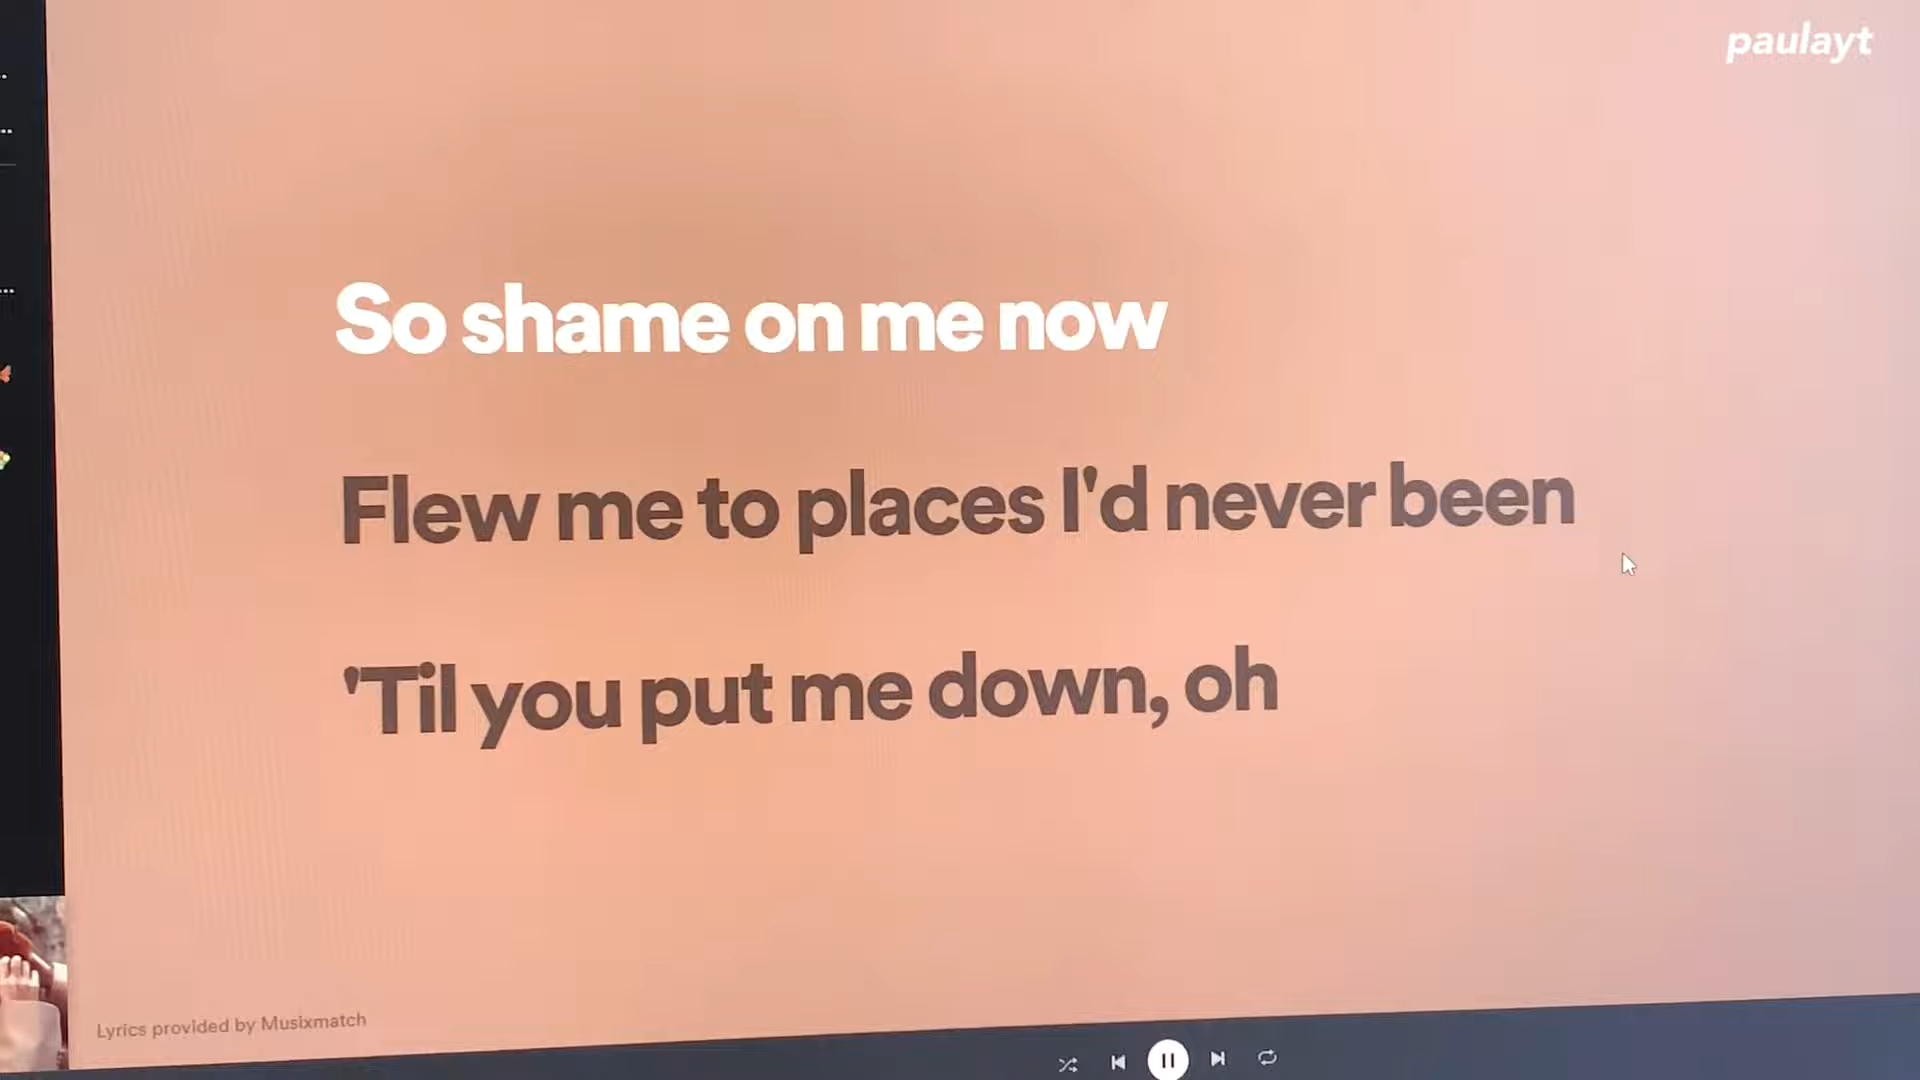 paulayt
So shame on me now
Flew me to places I'd never been
'Til you put me down, oh
Lyrics provided by Musixmatch